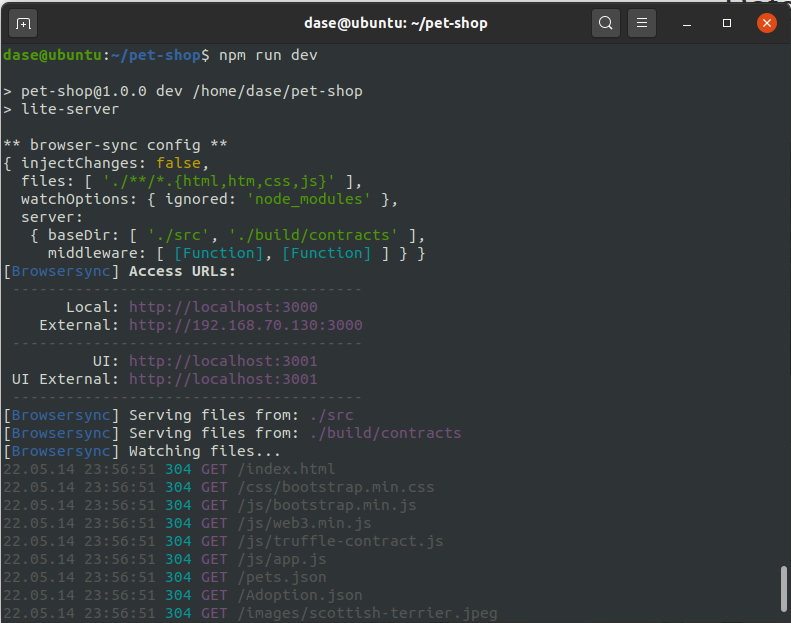 dase@ubuntu: ~/pet-shop
dase@ubuntu:~/pet-shop$ npm run dev
> pet-shop@1.0.0 dev /home/dase/pet-shop
> lite-server
** browser-sync config **
{ injectChanges: false,
  files: [ './**/*.{html,htm,css,js}' ],
  watchOptions: { ignored: 'node_modules' },
  server:
   { baseDir: [ './src', './build/contracts' ],
     middleware: [ [Function], [Function] ] } }
[Browsersync] Access URLs:
 ---------------------------------------
       Local: http://localhost:3000
    External: http://192.168.70.130:3000
 ---------------------------------------
          UI: http://localhost:3001
 UI External: http://localhost:3001
 ---------------------------------------
[Browsersync] Serving files from: ./src
[Browsersync] Serving files from: ./build/contracts
[Browsersync] Watching files...
22.05.14 23:56:51 304 GET /index.html
22.05.14 23:56:51 304 GET /css/bootstrap.min.css
22.05.14 23:56:51 304 GET /js/bootstrap.min.js
22.05.14 23:56:51 304 GET /js/web3.min.js
22.05.14 23:56:51 304 GET /js/truffle-contract.js
22.05.14 23:56:51 304 GET /js/app.js
22.05.14 23:56:51 304 GET /pets.json
22.05.14 23:56:51 304 GET /Adoption.json
22.05.14 23:56:51 304 GET /images/scottish-terrier.jpeg